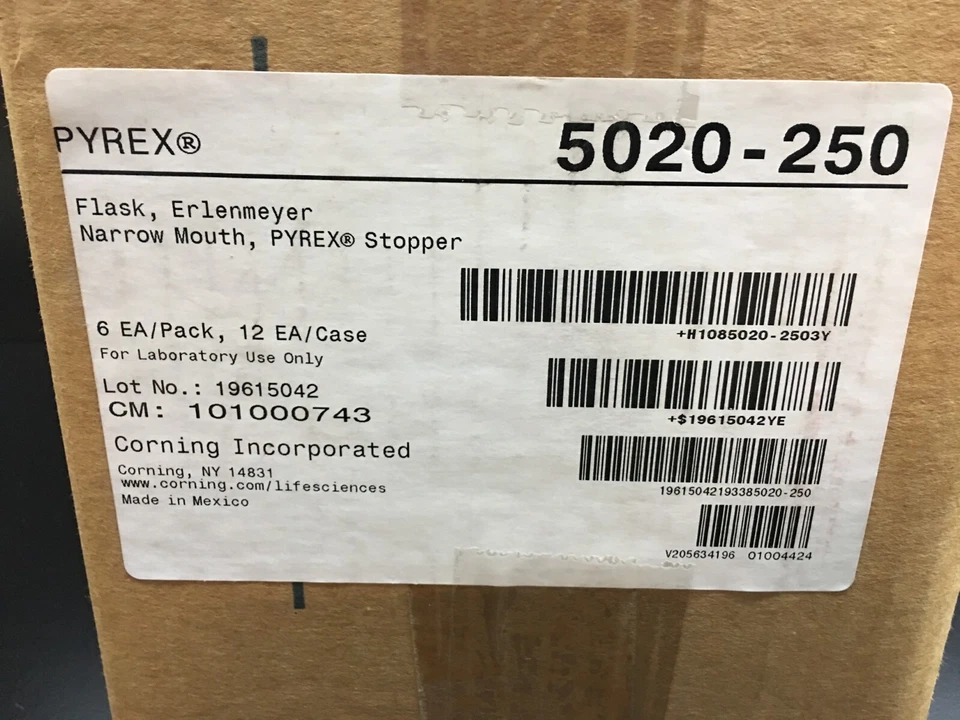 PYREX® 5020-250
Flask, Erlenmeyer
Narrow Mouth, PYREX® Stopper
+H1085020-2503Y
6 EA/Pack, 12 EA/Case
For Laboratory Use Only
Lot No.: 19615042
CM: 101000743
+$19615042YE
Corning Incorporated
Corning, NY 14831
www.corning.com/lifesciences
Made in Mexico
19615042193385020-250
V205634196 01004424